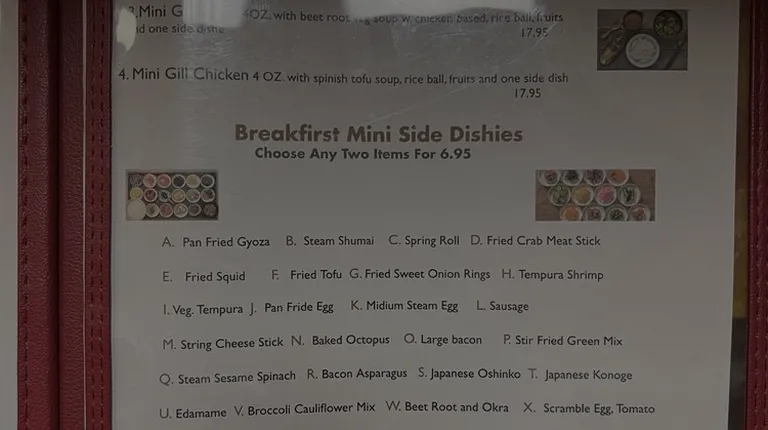 3. Mini G 4OZ. with beet root veg soup w. chicken based, rice ball, fruits
nd one side dishe
17.95
4. Mini Gill Chicken 4 OZ. with spinish tofu soup, rice ball, fruits and one side dish
17.95
Breakfirst Mini Side Dishies
Choose Any Two Items For 6.95
A. Pan Fried Gyoza B. Steam Shumai C. Spring Roll D. Fried Crab Meat Stick
E. Fried Squid F. Fried Tofu G. Fried Sweet Onion Rings H. Tempura Shrimp
I. Veg. Tempura J. Pan Fride Egg K. Midium Steam Egg L. Sausage
M. String Cheese Stick N. Baked Octopus O. Large bacon P. Stir Fried Green Mix
Q. Steam Sesame Spinach R. Bacon Asparagus S. Japanese Oshinko T. Japanese Konoge
U. Edamame V. Broccoli Cauliflower Mix W. Beet Root and Okra X. Scramble Egg, Tomato